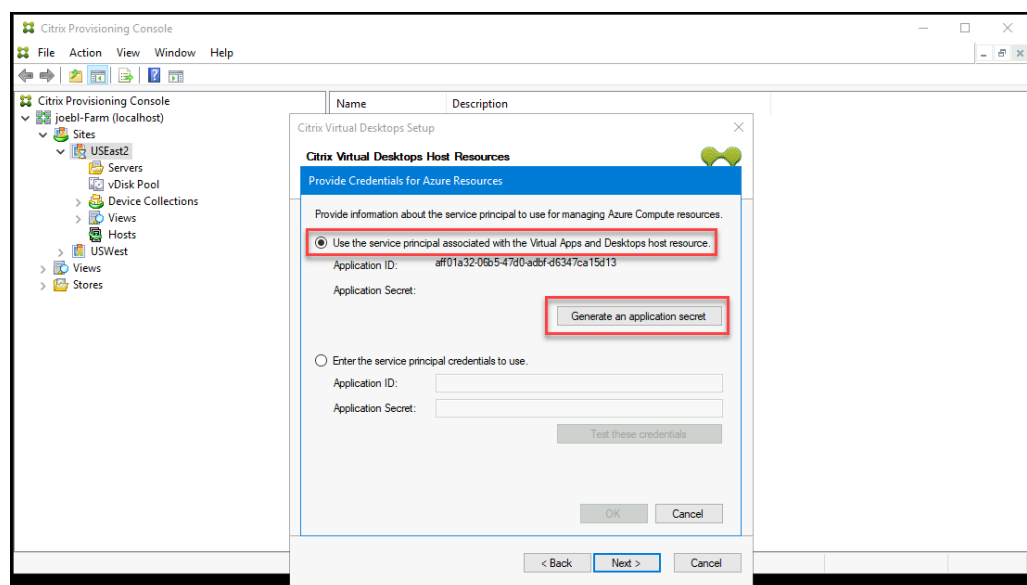 Citrix Provisioning Console
File Action View Window Help
Citrix Provisioning Console
joebl-Farm (localhost)
Sites
USEast2
Servers
vDisk Pool
Device Collections
Views
Hosts
USWest
Views
Stores
Name Description
Citrix Virtual Desktops Setup
Citrix Virtual Desktops Host Resources
Provide Credentials for Azure Resources
Provide information about the service principal to use for managing Azure Compute resources.
Use the service principal associated with the Virtual Apps and Desktops host resource.
Application ID: aff01a32-06b5-47d0-adbf-d6347ca15d13
Application Secret:
Generate an application secret
Enter the service principal credentials to use.
Application ID:
Application Secret:
Test these credentials
OK Cancel
< Back Next > Cancel